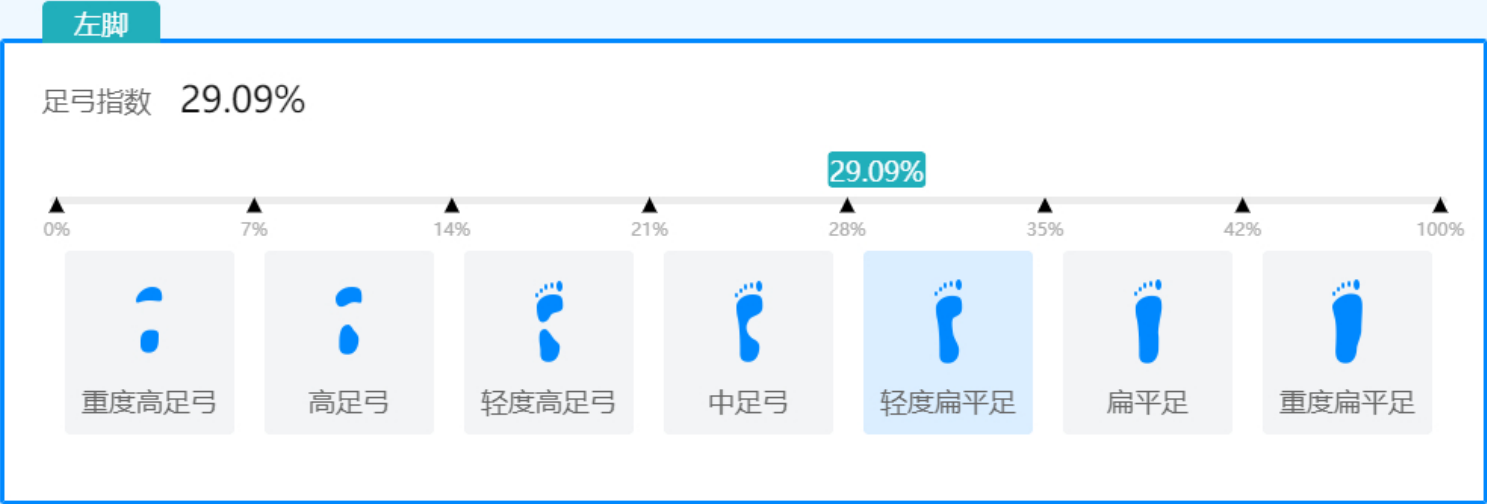 左脚
足弓指数 29.09%
29.09%
0% 7% 14% 21% 28% 35% 42% 100%
重度高足弓 高足弓 轻度高足弓 中足弓 轻度扁平足 扁平足 重度扁平足